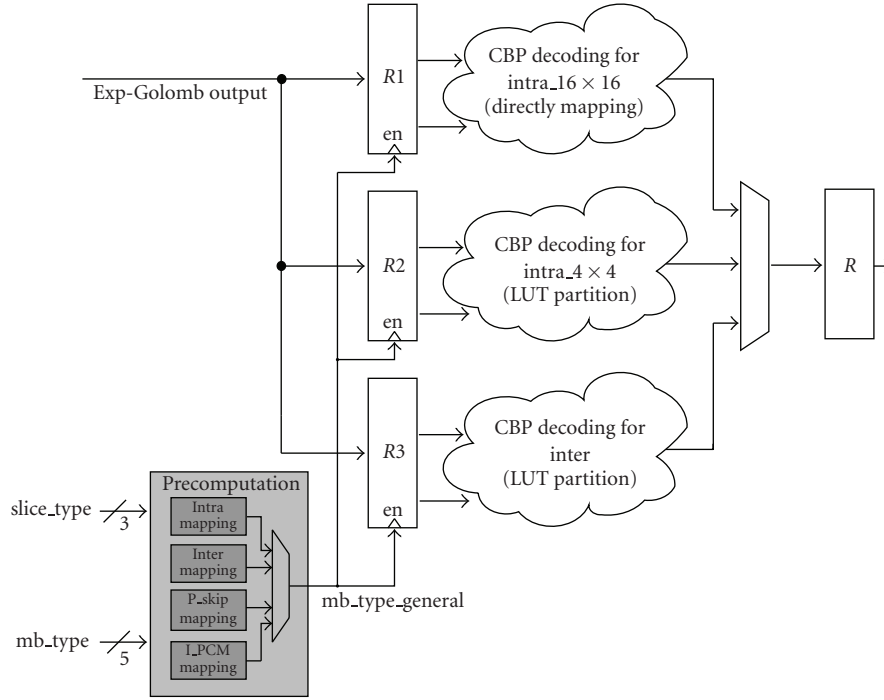 Exp-Golomb output
R1
en
CBP decoding for
intra_16 × 16
(directly mapping)
R2
en
CBP decoding for
intra_4 × 4
(LUT partition)
R
R3
en
CBP decoding for
inter
(LUT partition)
Precomputation
slice_type
3
Intra
mapping
Inter
mapping
P_skip
mapping
I_PCM
mapping
mb_type
5
mb_type_general